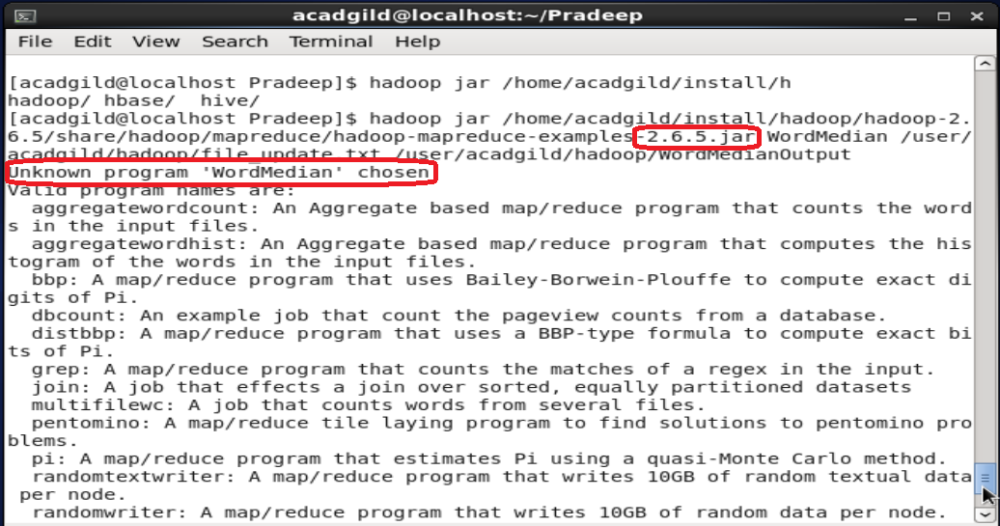 acadgild@localhost:~/Pradeep
File Edit View Search Terminal Help
[acadgild@localhost Pradeep]$ hadoop jar /home/acadgild/install/h
hadoop/ hbase/  hive/
[acadgild@localhost Pradeep]$ hadoop jar /home/acadgild/install/hadoop/hadoop-2.
6.5/share/hadoop/mapreduce/hadoop-mapreduce-examples-2.6.5.jar WordMedian /user/
acadgild/hadoop/file_update.txt /user/acadgild/hadoop/WordMedianOutput
Unknown program 'WordMedian' chosen
Valid program names are:
  aggregatewordcount: An Aggregate based map/reduce program that counts the word
s in the input files.
  aggregatewordhist: An Aggregate based map/reduce program that computes the his
togram of the words in the input files.
  bbp: A map/reduce program that uses Bailey-Borwein-Plouffe to compute exact di
gits of Pi.
  dbcount: An example job that count the pageview counts from a database.
  distbbp: A map/reduce program that uses a BBP-type formula to compute exact bi
ts of Pi.
  grep: A map/reduce program that counts the matches of a regex in the input.
  join: A job that effects a join over sorted, equally partitioned datasets
  multifilewc: A job that counts words from several files.
  pentomino: A map/reduce tile laying program to find solutions to pentomino pro
blems.
  pi: A map/reduce program that estimates Pi using a quasi-Monte Carlo method.
  randomtextwriter: A map/reduce program that writes 10GB of random textual data
 per node.
  randomwriter: A map/reduce program that writes 10GB of random data per node.